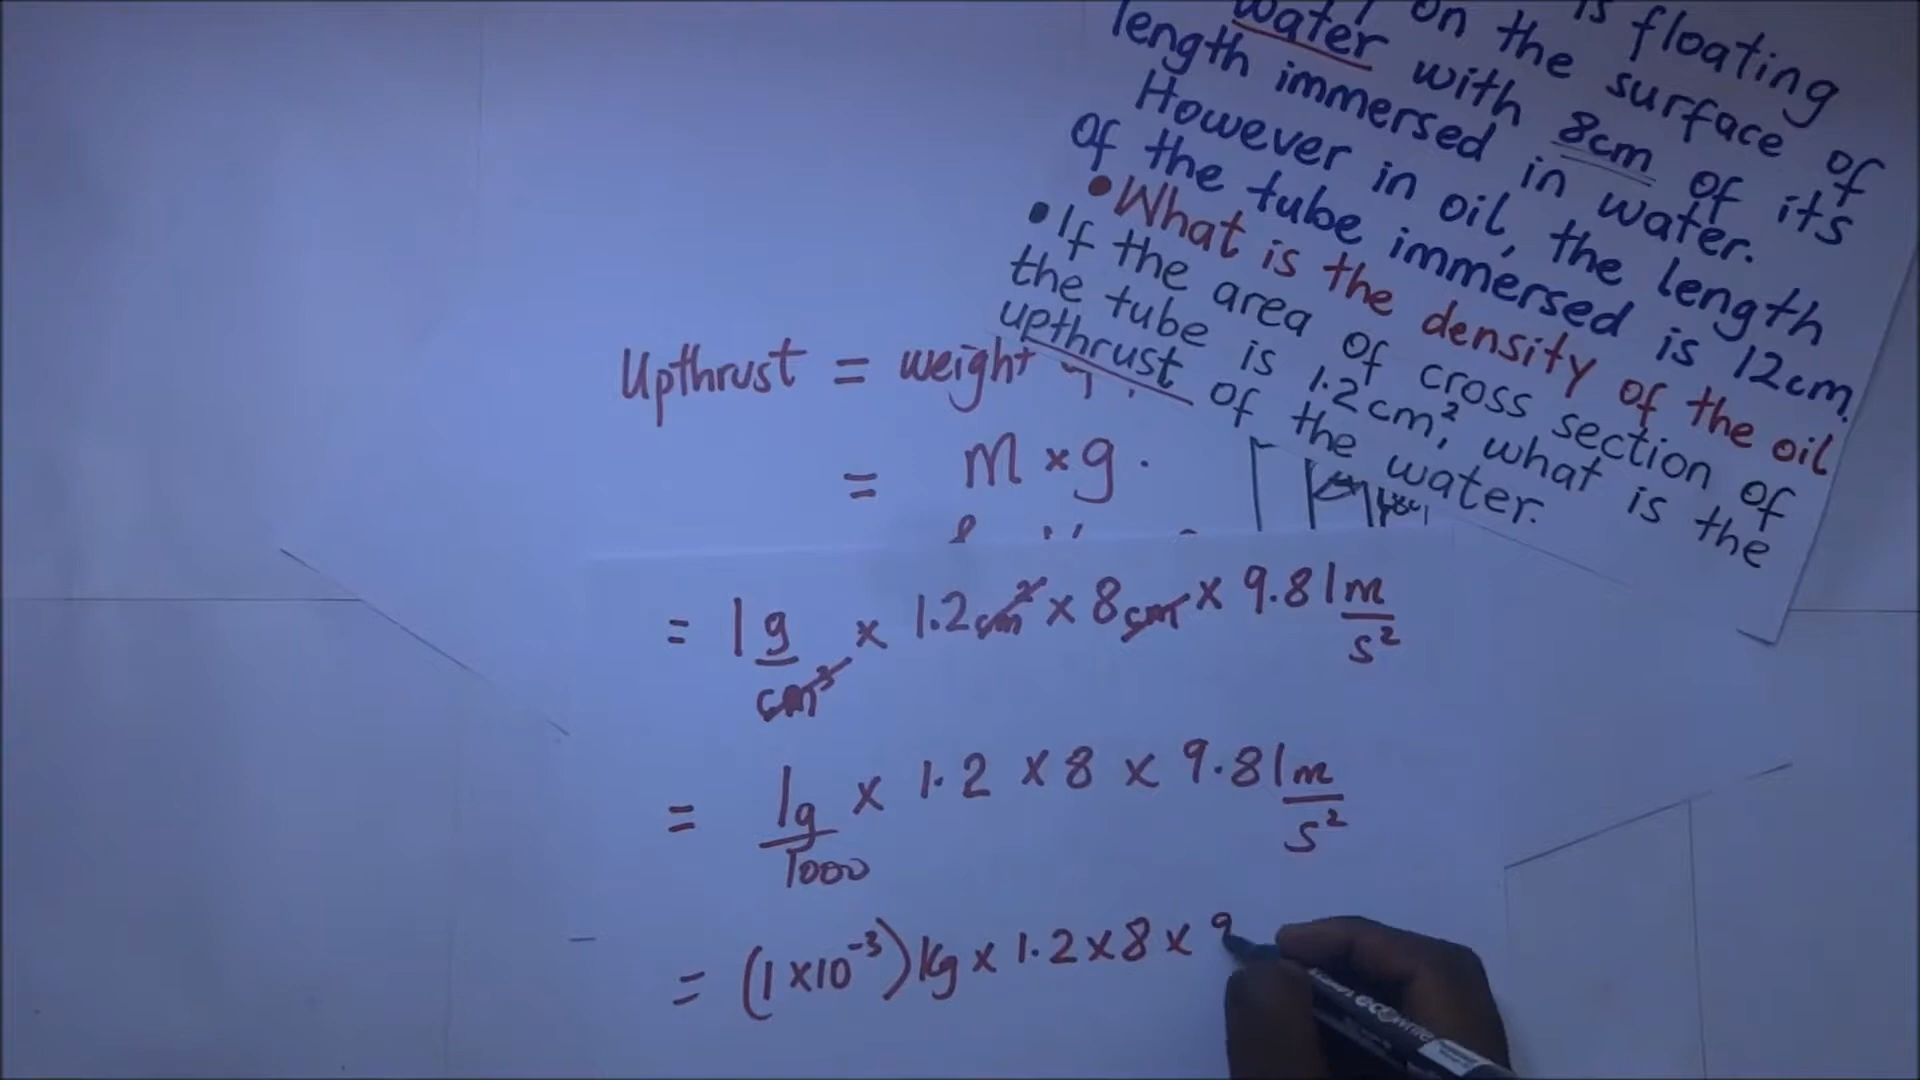 is floating
on the surface of
water with 8cm of its
length immersed in water.
However in oil, the length
of the tube immersed is 12cm.
• What is the density of the oil
• If the area of cross section of
the tube is 1.2cm², what is the
upthrust of the water.
Upthrust = weight
= m × g.
= 1 g/cm³ × 1.2cm² × 8cm × 9.81 m/s²
= 1g/1000 × 1.2 × 8 × 9.81 m/s²
= (1×10⁻³) kg × 1.2 × 8 × 9